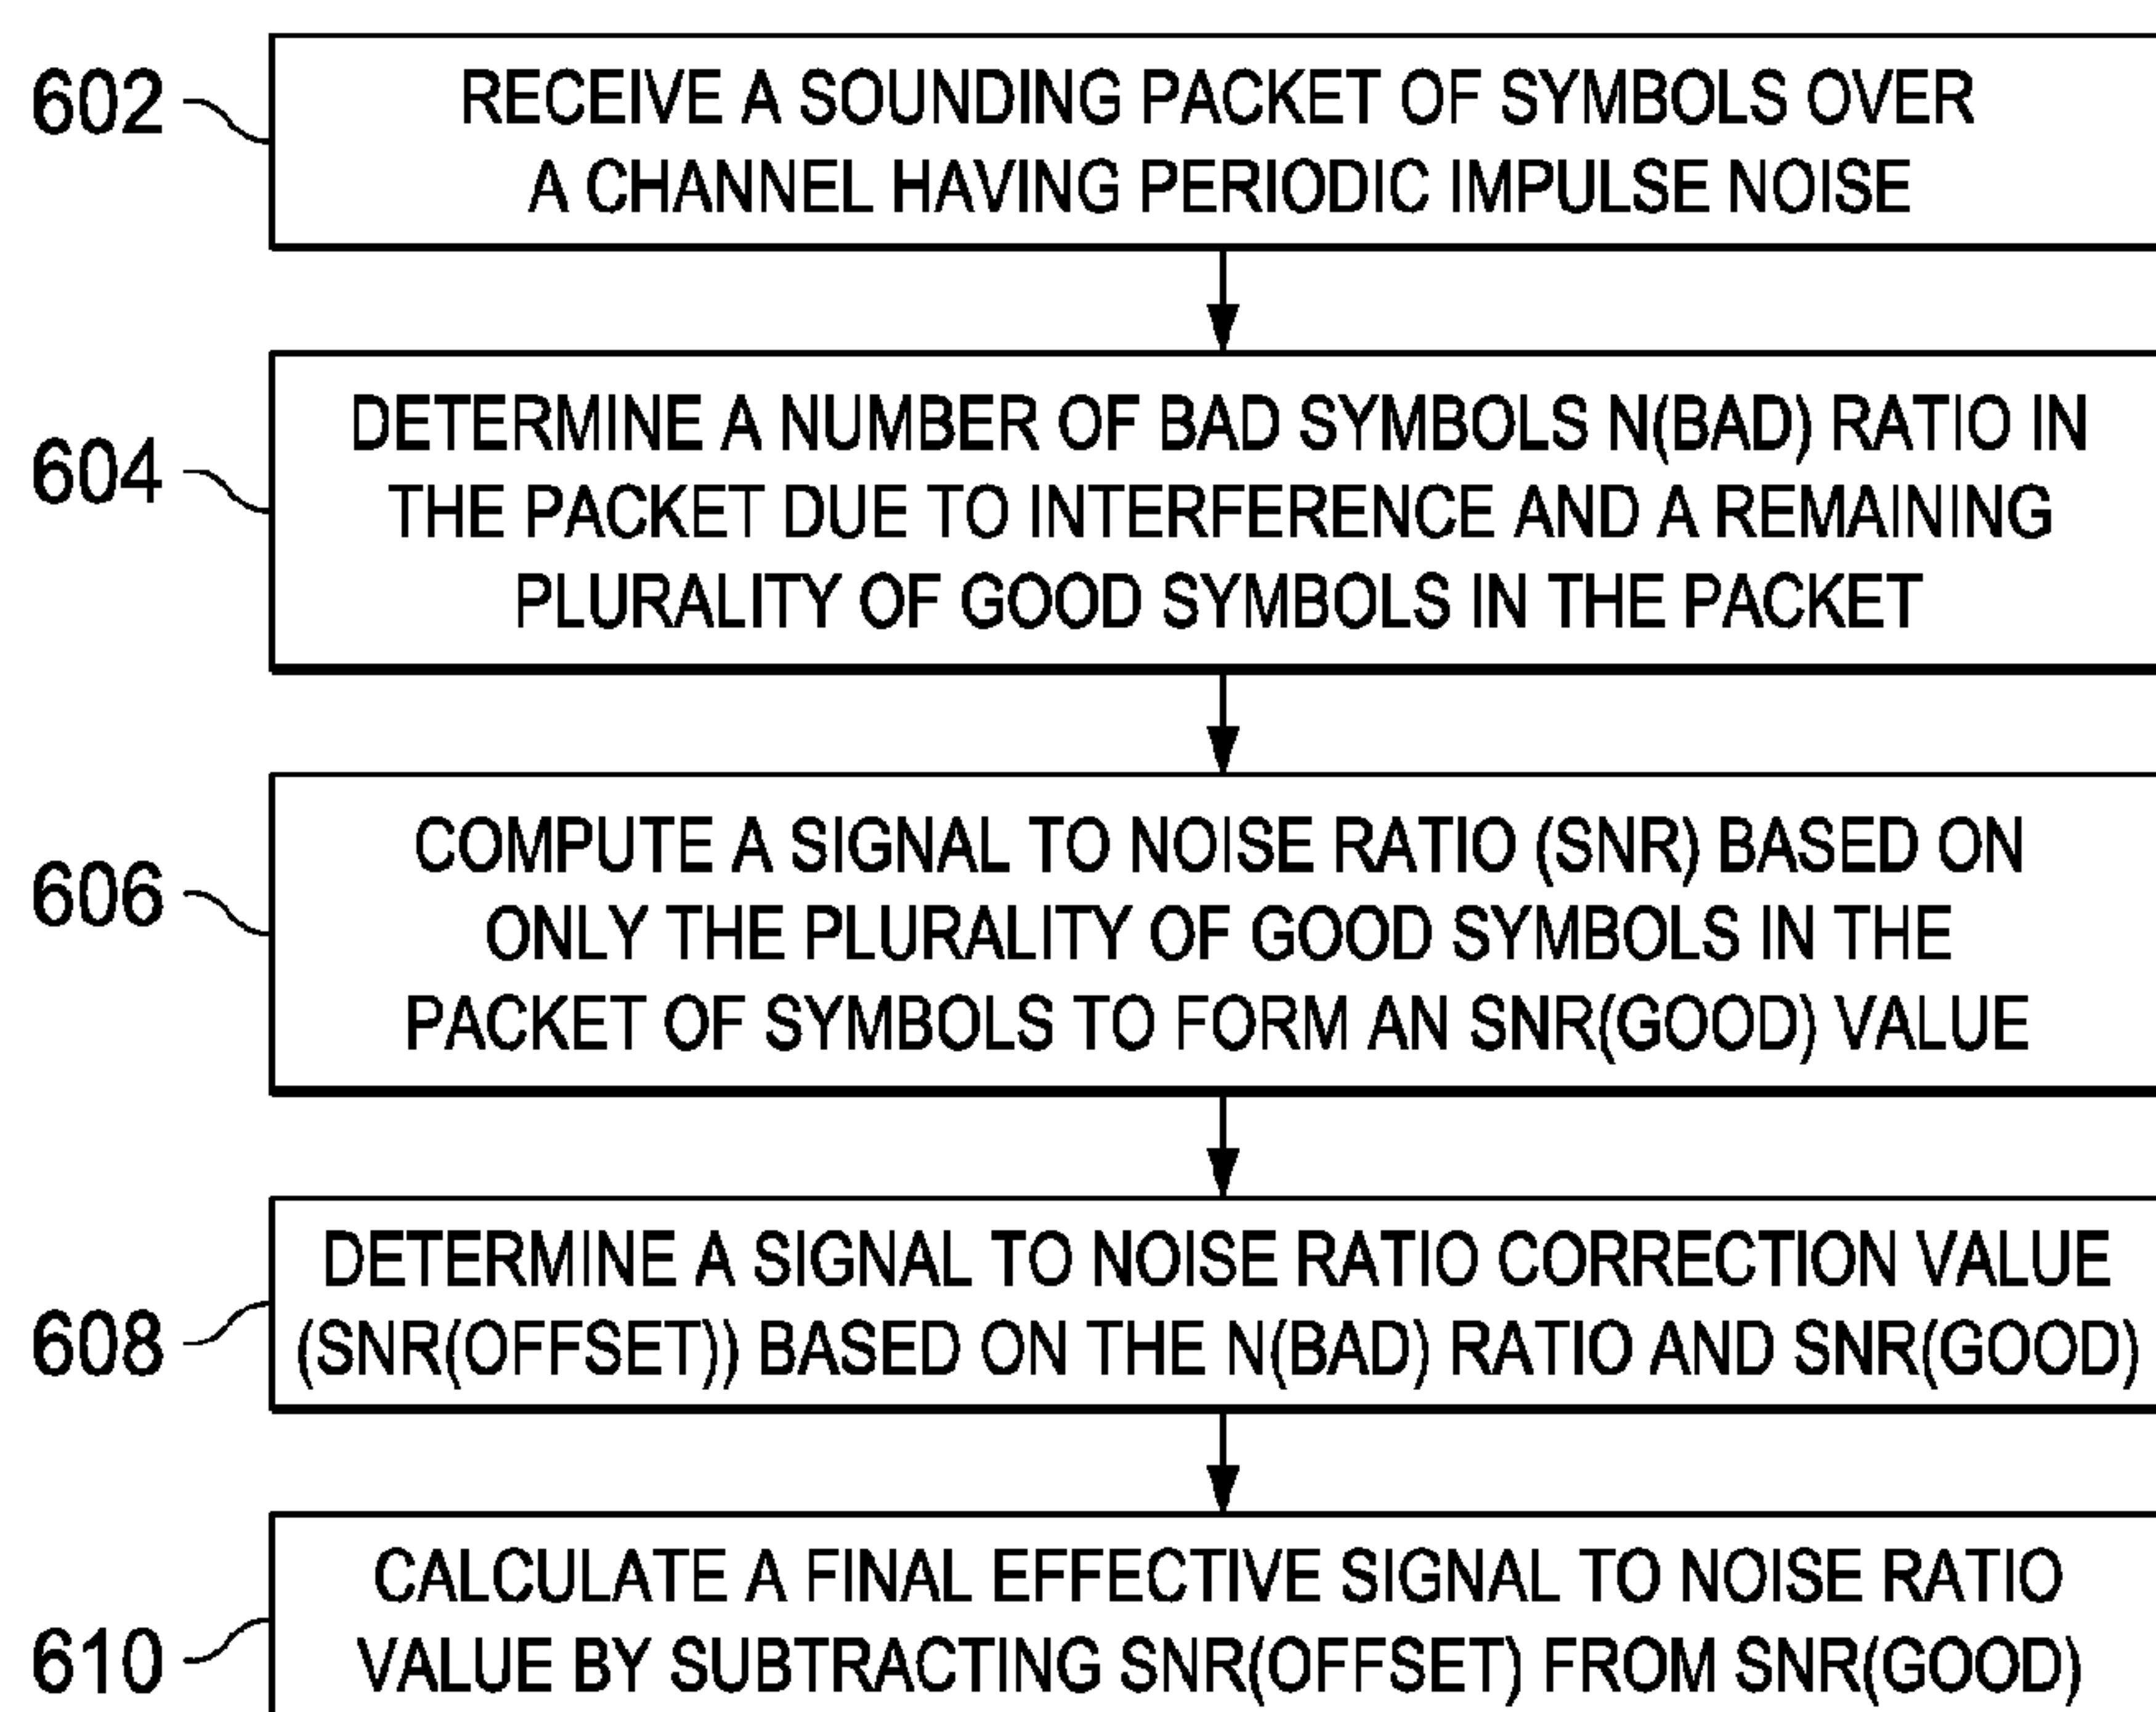 602
RECEIVE A SOUNDING PACKET OF SYMBOLS OVER
A CHANNEL HAVING PERIODIC IMPULSE NOISE
604
DETERMINE A NUMBER OF BAD SYMBOLS N(BAD) RATIO IN
THE PACKET DUE TO INTERFERENCE AND A REMAINING
PLURALITY OF GOOD SYMBOLS IN THE PACKET
606
COMPUTE A SIGNAL TO NOISE RATIO (SNR) BASED ON
ONLY THE PLURALITY OF GOOD SYMBOLS IN THE
PACKET OF SYMBOLS TO FORM AN SNR(GOOD) VALUE
608
DETERMINE A SIGNAL TO NOISE RATIO CORRECTION VALUE
(SNR(OFFSET)) BASED ON THE N(BAD) RATIO AND SNR(GOOD)
610
CALCULATE A FINAL EFFECTIVE SIGNAL TO NOISE RATIO
VALUE BY SUBTRACTING SNR(OFFSET) FROM SNR(GOOD)